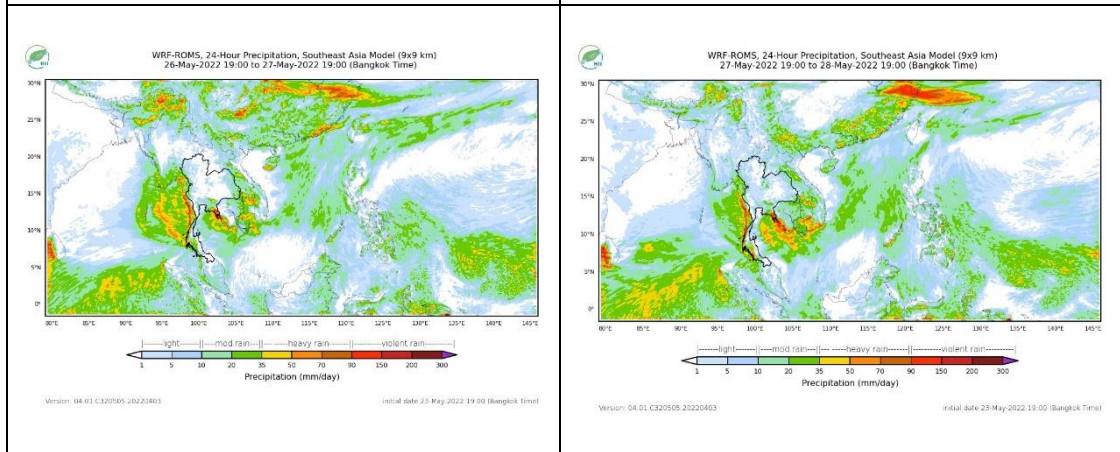 WRF-ROMS, 24-Hour Precipitation, Southeast Asia Model (9x9 km)
26-May-2022 19:00 to 27-May-2022 19:00 (Bangkok Time)
30°N
25°N
20°N
15°N
10°N
5°N
0°
80°E 85°E 90°E 95°E 100°E 105°E 110°E 115°E 120°E 125°E 130°E 135°E 140°E 145°E
|-------light-------||----mod rain---||--- -----heavy rain-------||----------violent rain----------|
1 5 10 20 35 50 70 90 150 200 300
Precipitation (mm/day)
Version: 04.01.C320505.20220403
initial date 23-May-2022 19:00 (Bangkok Time)
WRF-ROMS, 24-Hour Precipitation, Southeast Asia Model (9x9 km)
27-May-2022 19:00 to 28-May-2022 19:00 (Bangkok Time)
30°N
25°N
20°N
15°N
10°N
5°N
0°
80°E 85°E 90°E 95°E 100°E 105°E 110°E 115°E 120°E 125°E 130°E 135°E 140°E 145°E
|-------light-------||----mod rain---||--- -----heavy rain-------||----------violent rain----------|
1 5 10 20 35 50 70 90 150 200 300
Precipitation (mm/day)
Version: 04.01.C320505.20220403
initial date 23-May-2022 19:00 (Bangkok Time)